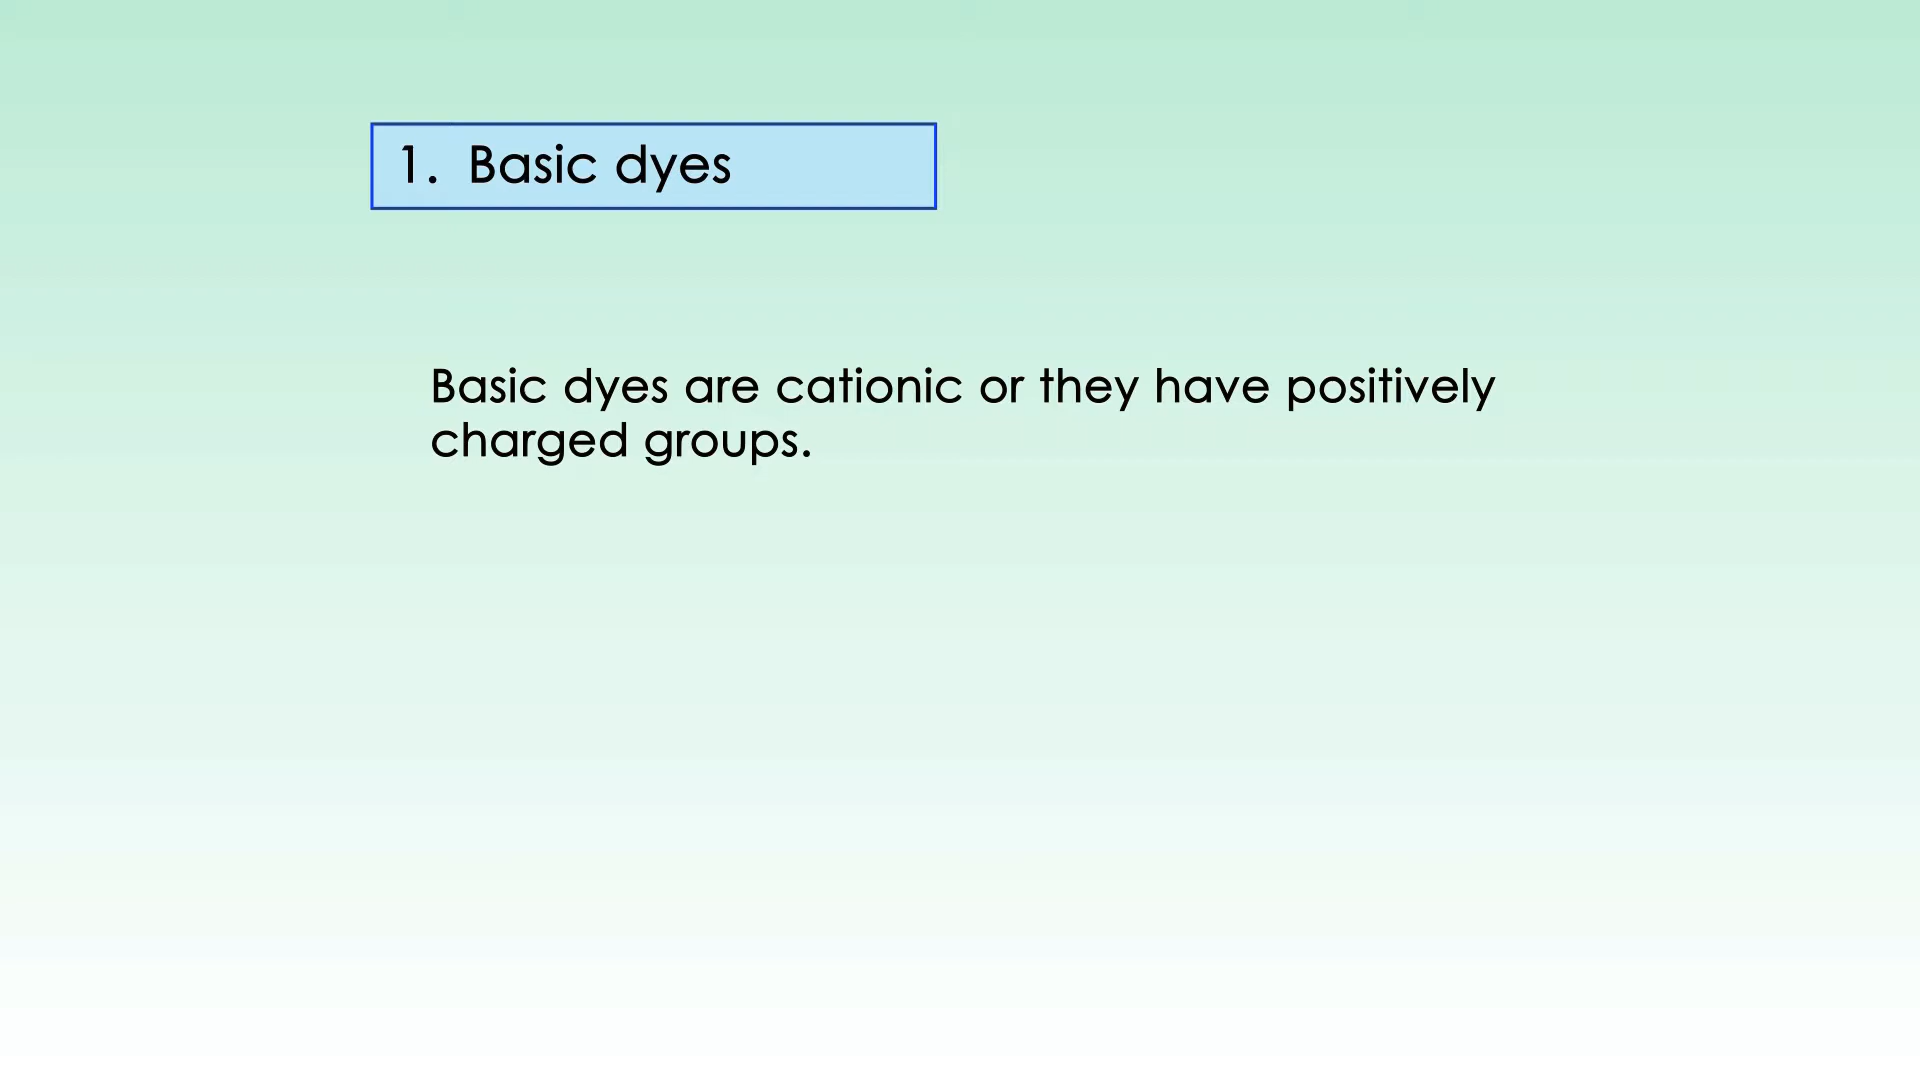 1. Basic dyes
Basic dyes are cationic or they have positively
charged groups.